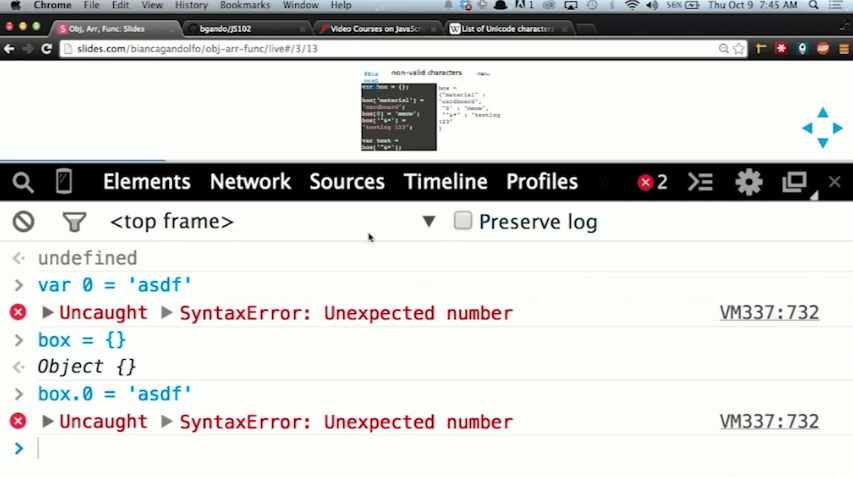 Chrome File Edit View History Bookmarks Window Help 1 56% Thu Oct 9 7:45 AM
Obj, Arr, Func: Slides bgando/JS102 Video Courses on JavaScri List of Unicode characters
slides.com/biancagandolfo/obj-arr-func/live#/3/13
non-valid characters
var box = {};
box["material"] =
"cardboard";
box[0] = "meow";
box["^&*"] =
"testing 123";
var test =
box["^&*"];
box =
{"material" :
"cardboard",
"0" : "meow",
"^&*" : "testing
123"
}
Elements Network Sources Timeline Profiles 2
<top frame> Preserve log
undefined
var 0 = 'asdf'
Uncaught SyntaxError: Unexpected number VM337:732
box = {}
Object {}
box.0 = 'asdf'
Uncaught SyntaxError: Unexpected number VM337:732